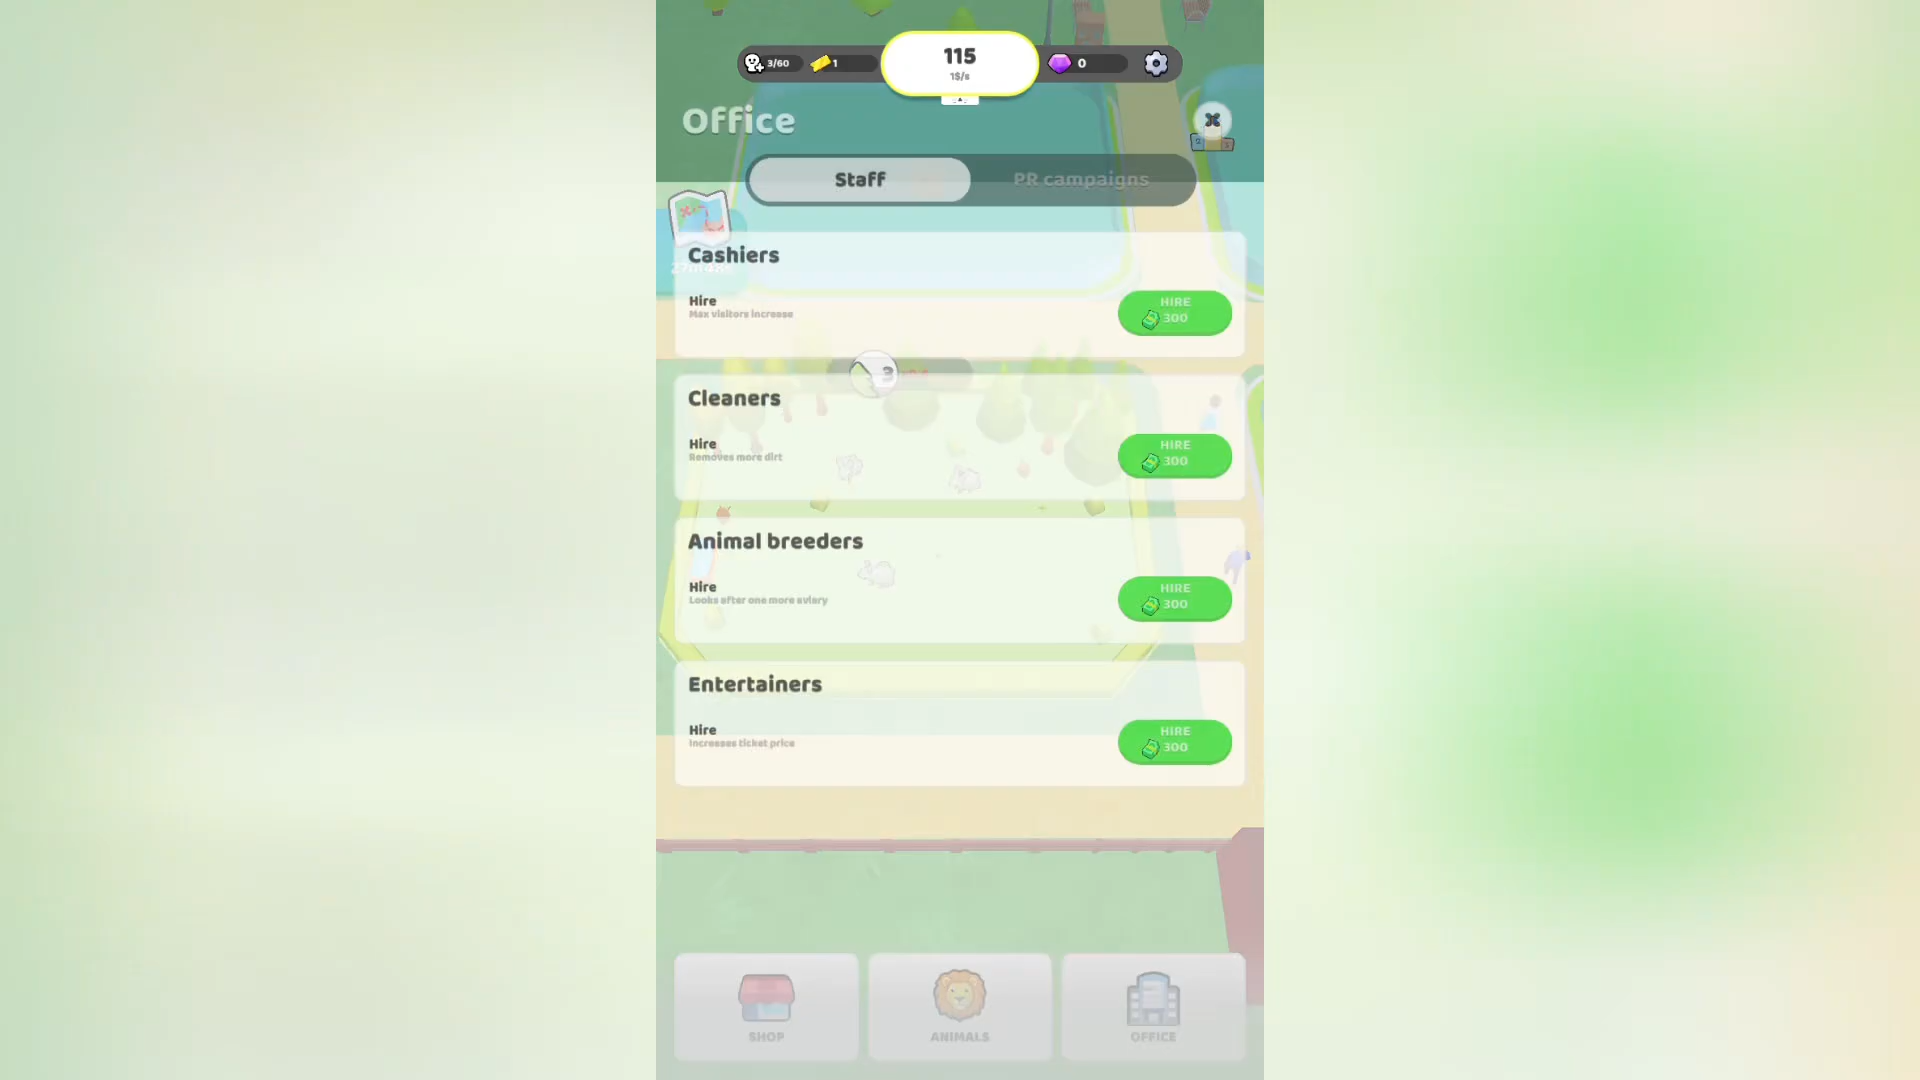 3/60
1
115
1$/s
0
Office
Staff
PR campaigns
Cashiers
Hire
Max visitors increase
HIRE
300
3
Cleaners
Hire
Removes more dirt
HIRE
300
Animal breeders
Hire
Looks after one more aviary
HIRE
300
Entertainers
Hire
Increases ticket price
HIRE
300
SHOP
ANIMALS
OFFICE